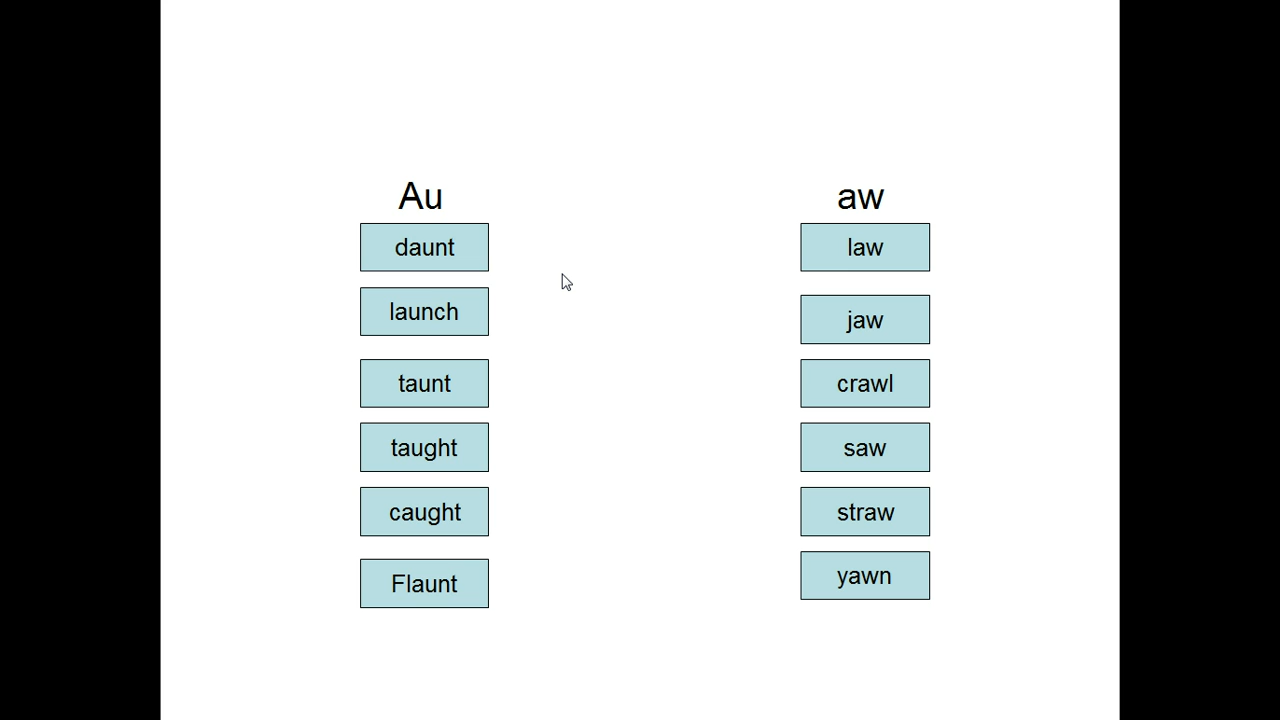 Au
daunt
launch
taunt
taught
caught
Flaunt
aw
law
jaw
crawl
saw
straw
yawn